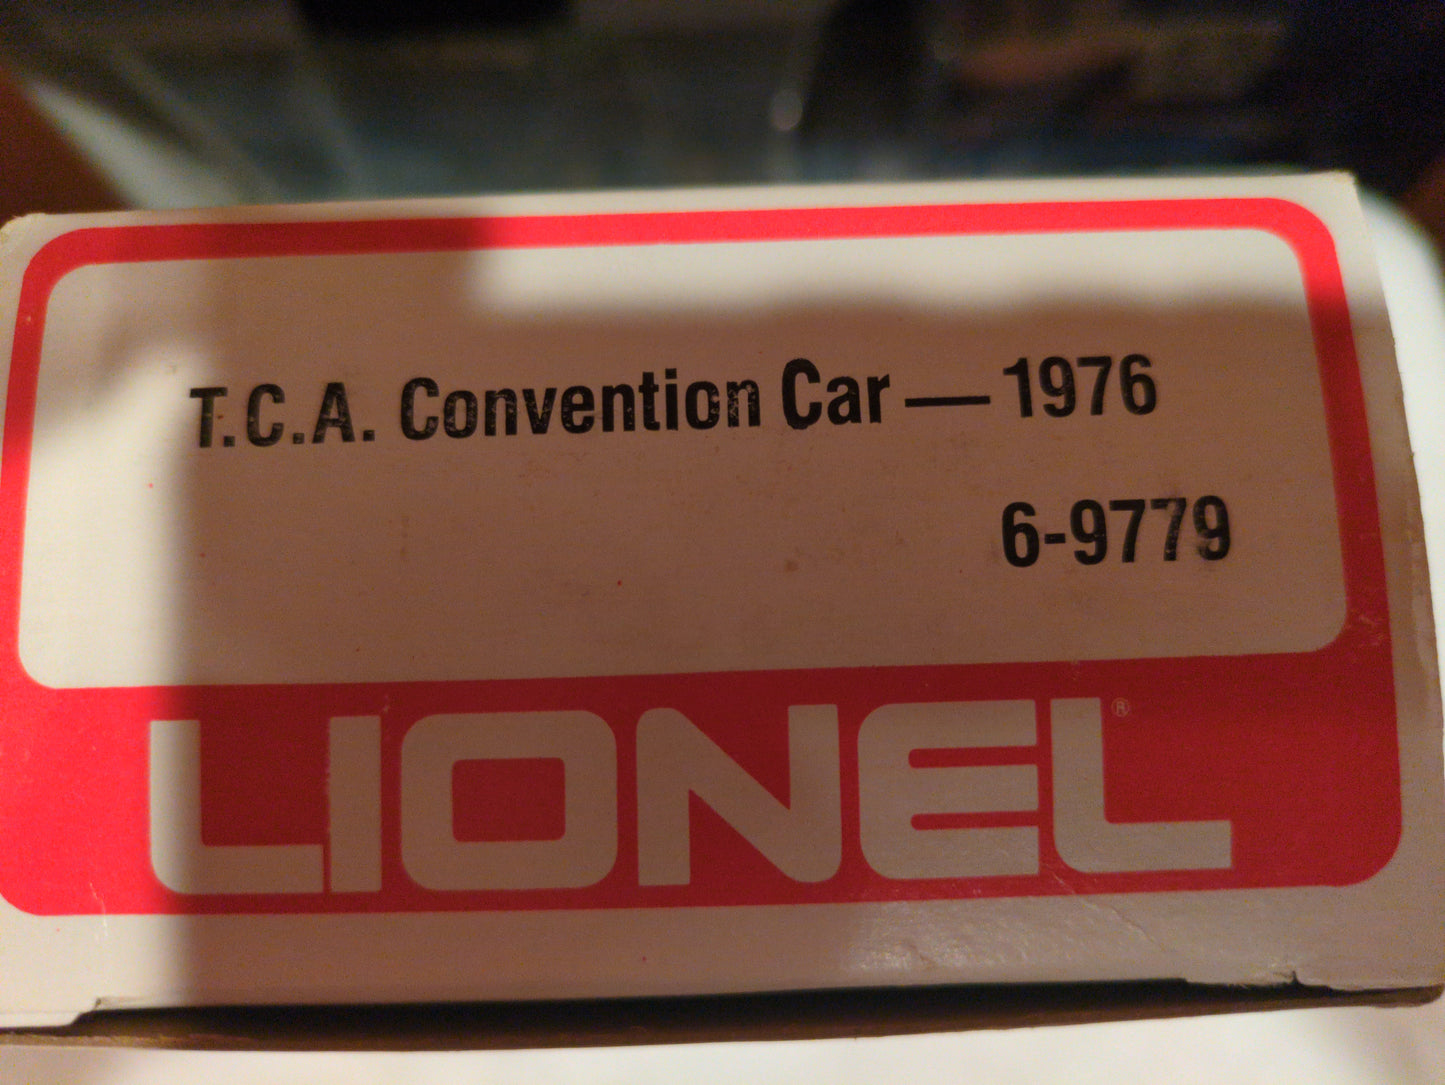 T.C.A. Convention Car — 1976
6-9779
LIONEL®